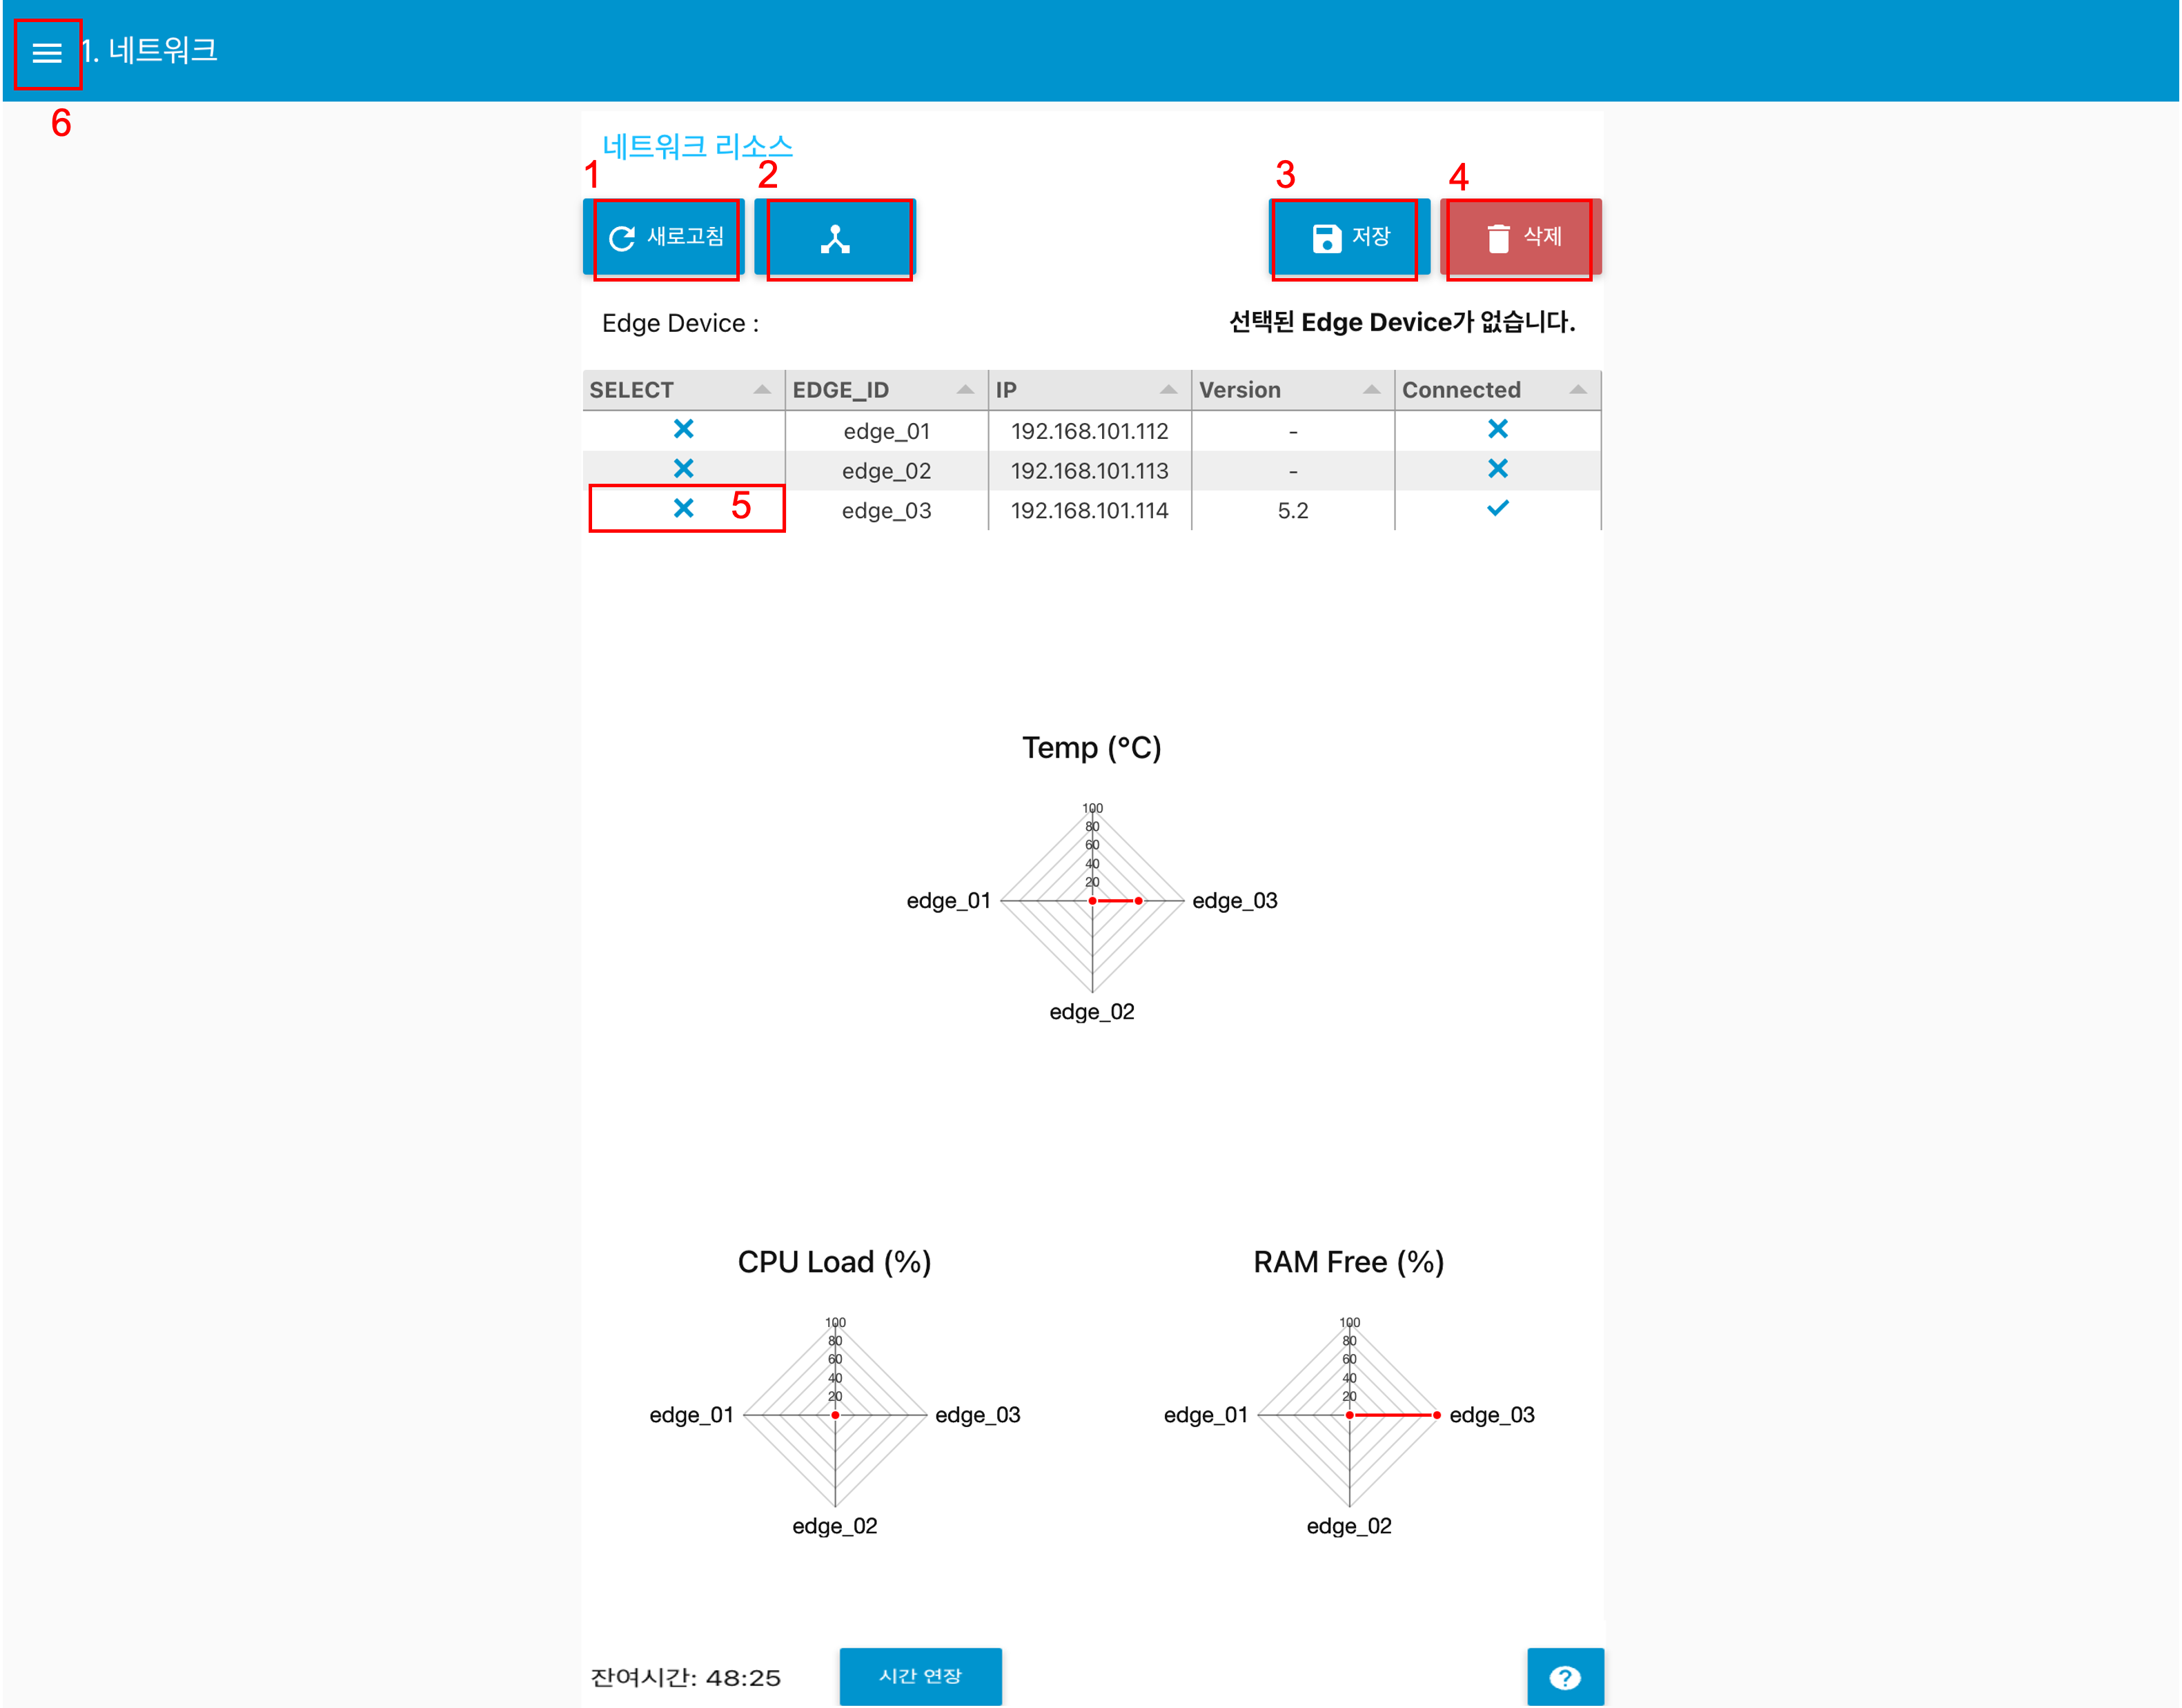 1. 네트워크
6
네트워크 리소스
1 2 3 4
새로고침 저장 삭제
Edge Device : 선택된 Edge Device가 없습니다.
SELECT EDGE_ID IP Version Connected
edge_01 192.168.101.112 -
edge_02 192.168.101.113 -
5 edge_03 192.168.101.114 5.2
Temp (°C)
100
80
60
40
20
edge_01 edge_03
edge_02
CPU Load (%) RAM Free (%)
100 100
80 80
60 60
40 40
20 20
edge_01 edge_03 edge_01 edge_03
edge_02 edge_02
잔여시간: 48:25 시간 연장 ?